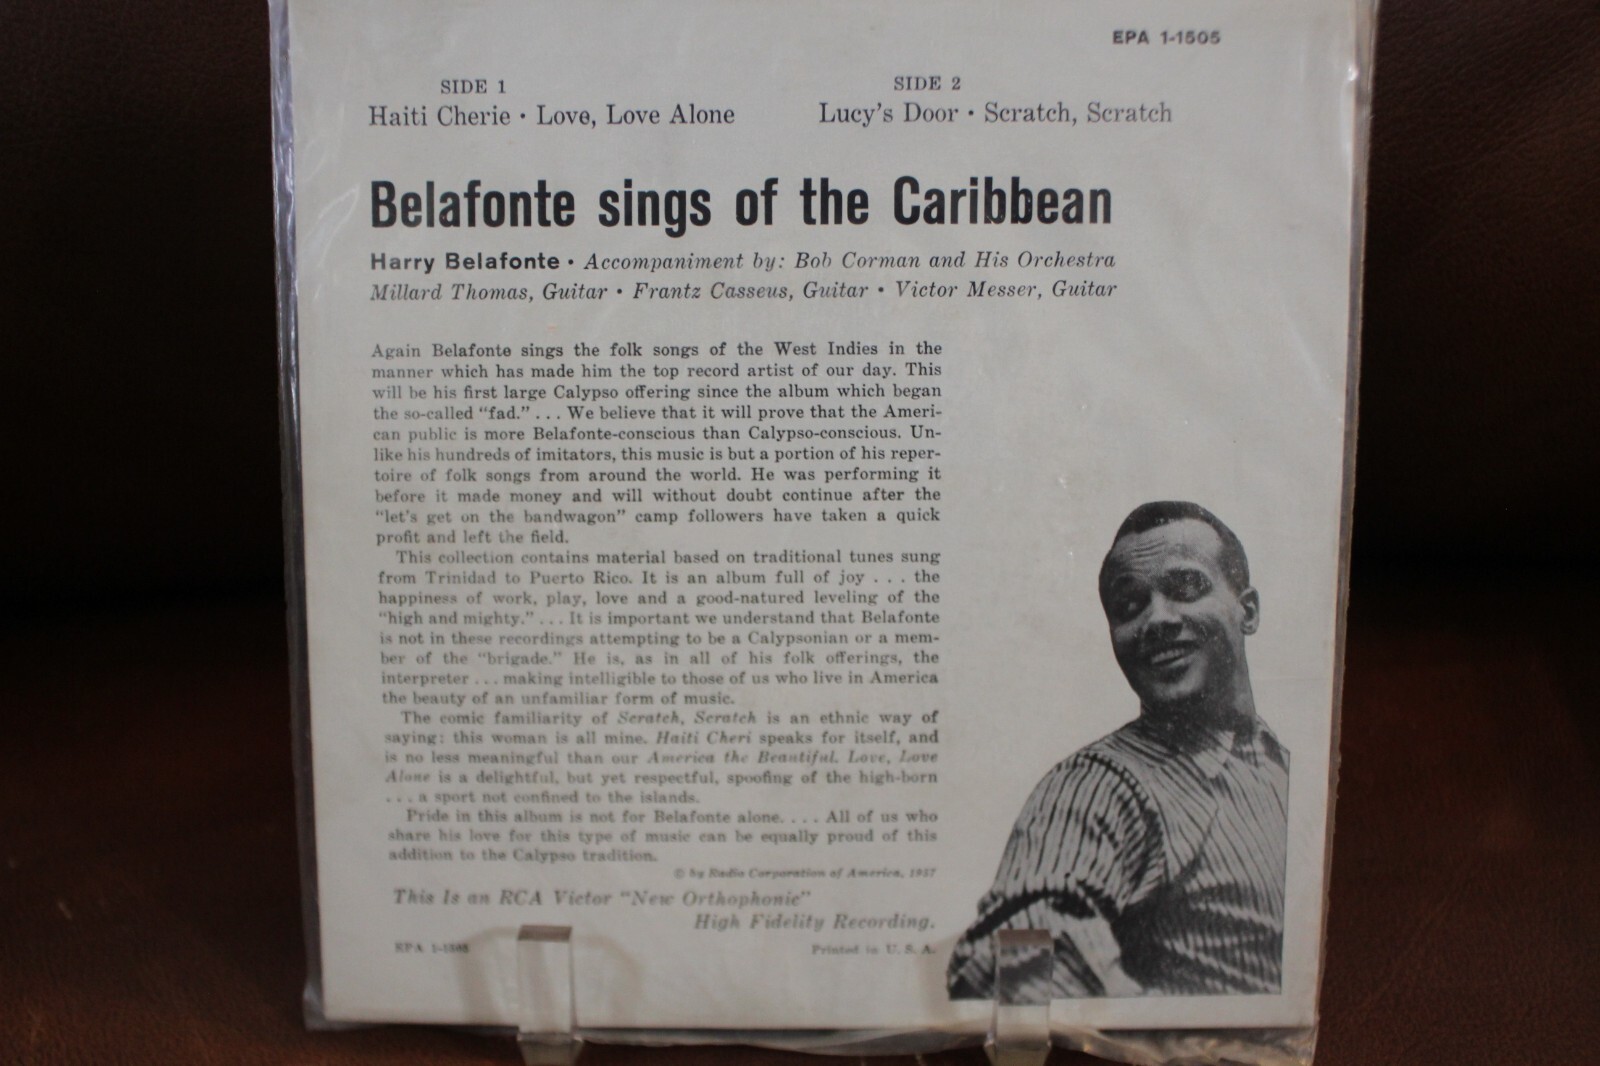 EPA 1-1505
SIDE 1
Haiti Cherie • Love, Love Alone
SIDE 2
Lucy's Door • Scratch, Scratch
Belafonte sings of the Caribbean
Harry Belafonte • Accompaniment by: Bob Corman and His Orchestra
Millard Thomas, Guitar • Frantz Casseus, Guitar • Victor Messer, Guitar
Again Belafonte sings the folk songs of the West Indies in the
manner which has made him the top record artist of our day. This
will be his first large Calypso offering since the album which began
the so-called “fad.” . . . We believe that it will prove that the Ameri-
can public is more Belafonte-conscious than Calypso-conscious. Un-
like his hundreds of imitators, this music is but a portion of his reper-
toire of folk songs from around the world. He was performing it
before it made money and will without doubt continue after the
“let's get on the bandwagon” camp followers have taken a quick
profit and left the field.
This collection contains material based on traditional tunes sung
from Trinidad to Puerto Rico. It is an album full of joy . . . the
happiness of work, play, love and a good-natured leveling of the
“high and mighty.” . . . It is important we understand that Belafonte
is not in these recordings attempting to be a Calypsonian or a mem-
ber of the “brigade.” He is, as in all of his folk offerings, the
interpreter . . . making intelligible to those of us who live in America
the beauty of an unfamiliar form of music.
The comic familiarity of Scratch, Scratch is an ethnic way of
saying: this woman is all mine. Haiti Cheri speaks for itself, and
is no less meaningful than our America the Beautiful. Love, Love
Alone is a delightful, but yet respectful, spoofing of the high-born
. . . a sport not confined to the islands.
Pride in this album is not for Belafonte alone. . . . All of us who
share his love for this type of music can be equally proud of this
addition to the Calypso tradition.
© by Radio Corporation of America, 1957
This Is an RCA Victor “New Orthophonic”
High Fidelity Recording.
EPA 1-1505
Printed in U. S. A.